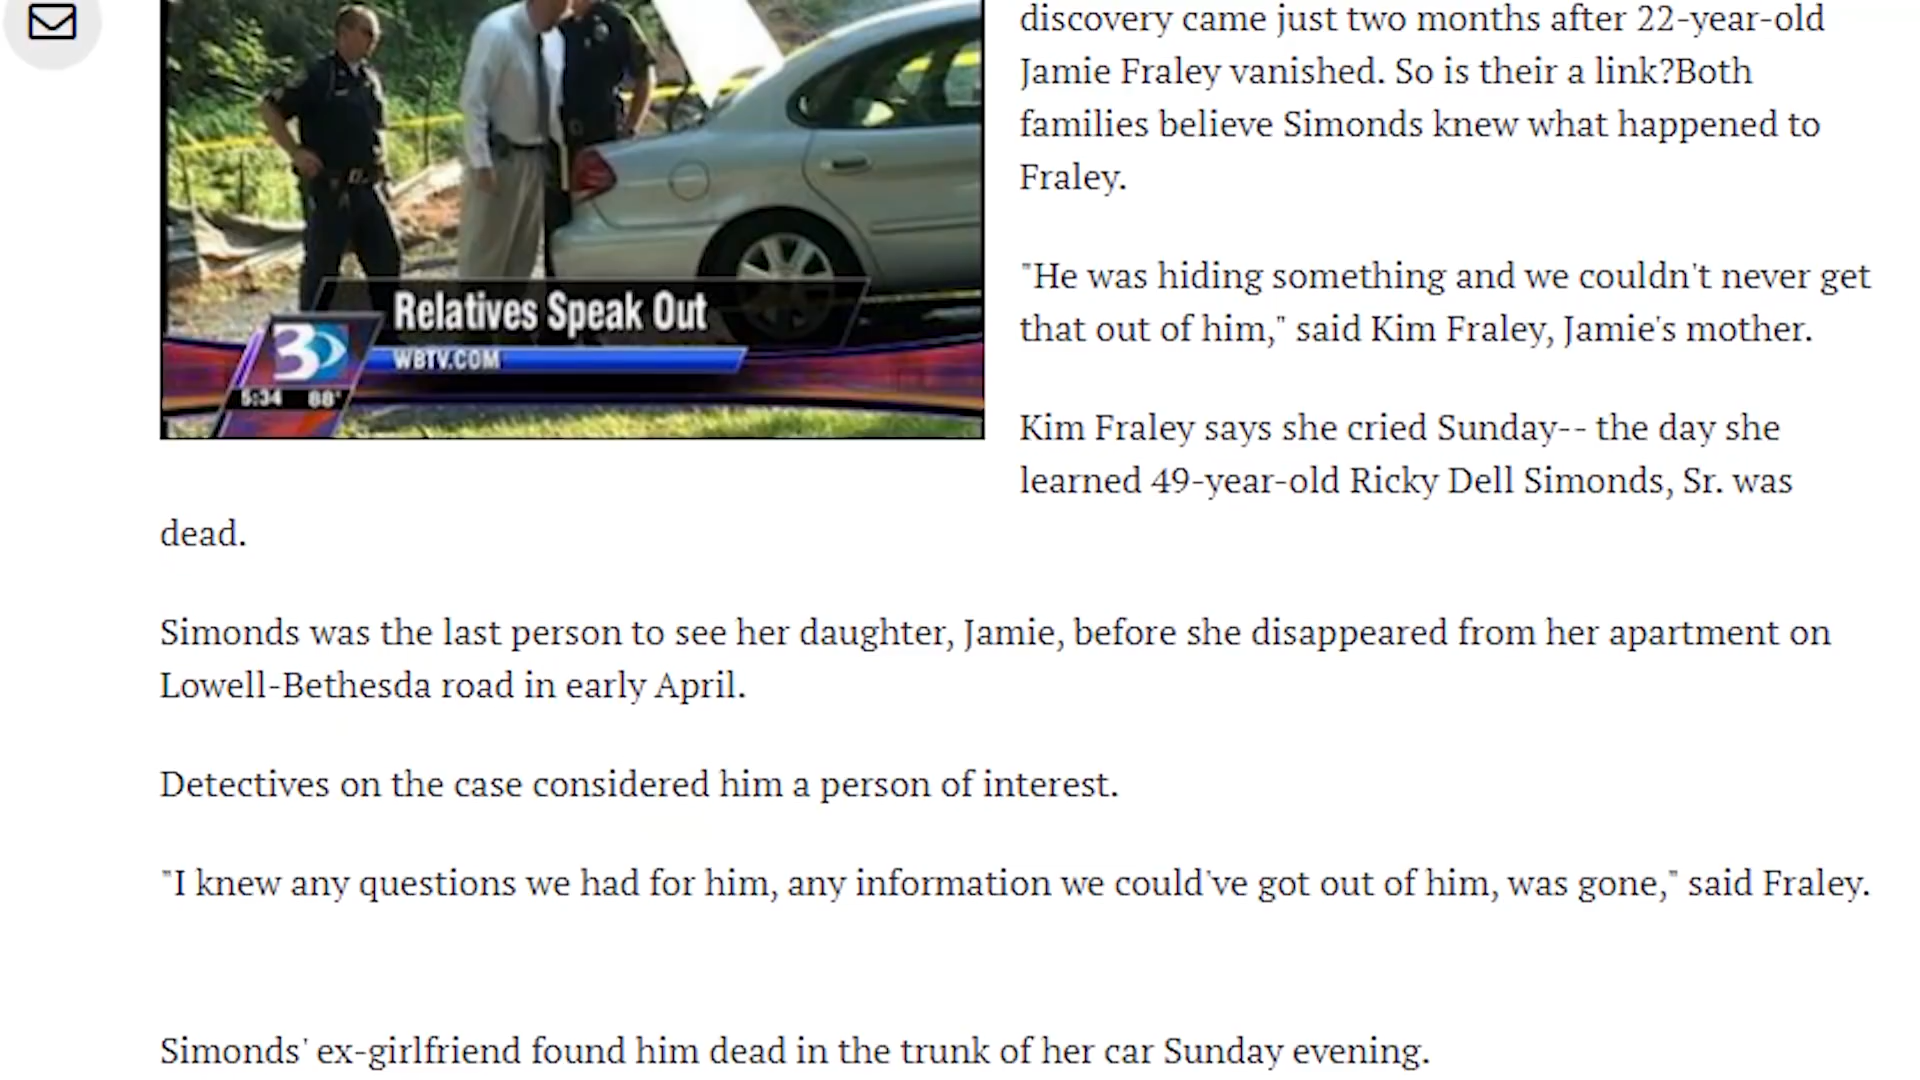 discovery came just two months after 22-year-old
Jamie Fraley vanished. So is their a link?Both
families believe Simonds knew what happened to
Fraley.
"He was hiding something and we couldn't never get
that out of him," said Kim Fraley, Jamie's mother.
Kim Fraley says she cried Sunday-- the day she
learned 49-year-old Ricky Dell Simonds, Sr. was
dead.
Relatives Speak Out
3
WBTV.COM
5:34 88°
Simonds was the last person to see her daughter, Jamie, before she disappeared from her apartment on
Lowell-Bethesda road in early April.
Detectives on the case considered him a person of interest.
"I knew any questions we had for him, any information we could've got out of him, was gone," said Fraley.
Simonds' ex-girlfriend found him dead in the trunk of her car Sunday evening.